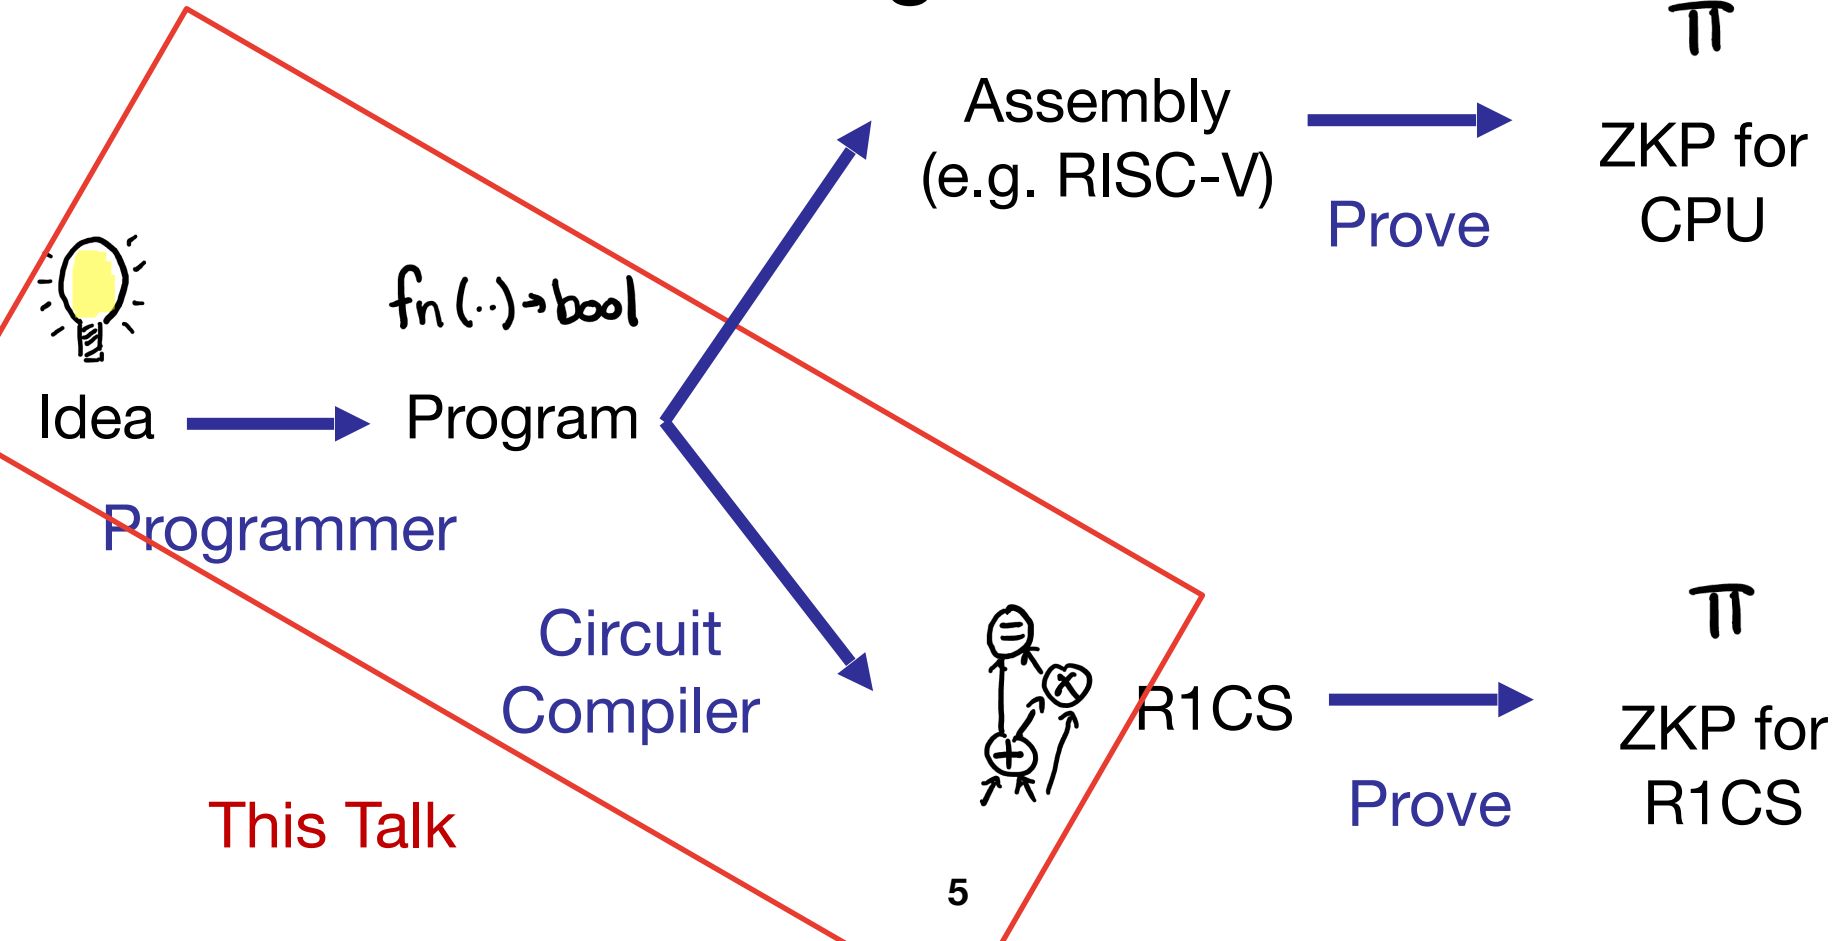 π
Assembly
(e.g. RISC-V)
Prove
ZKP for
CPU
fn (..)→bool
Idea
Program
Programmer
Circuit
Compiler
=
×
+
R1CS
π
Prove
ZKP for
R1CS
This Talk
5